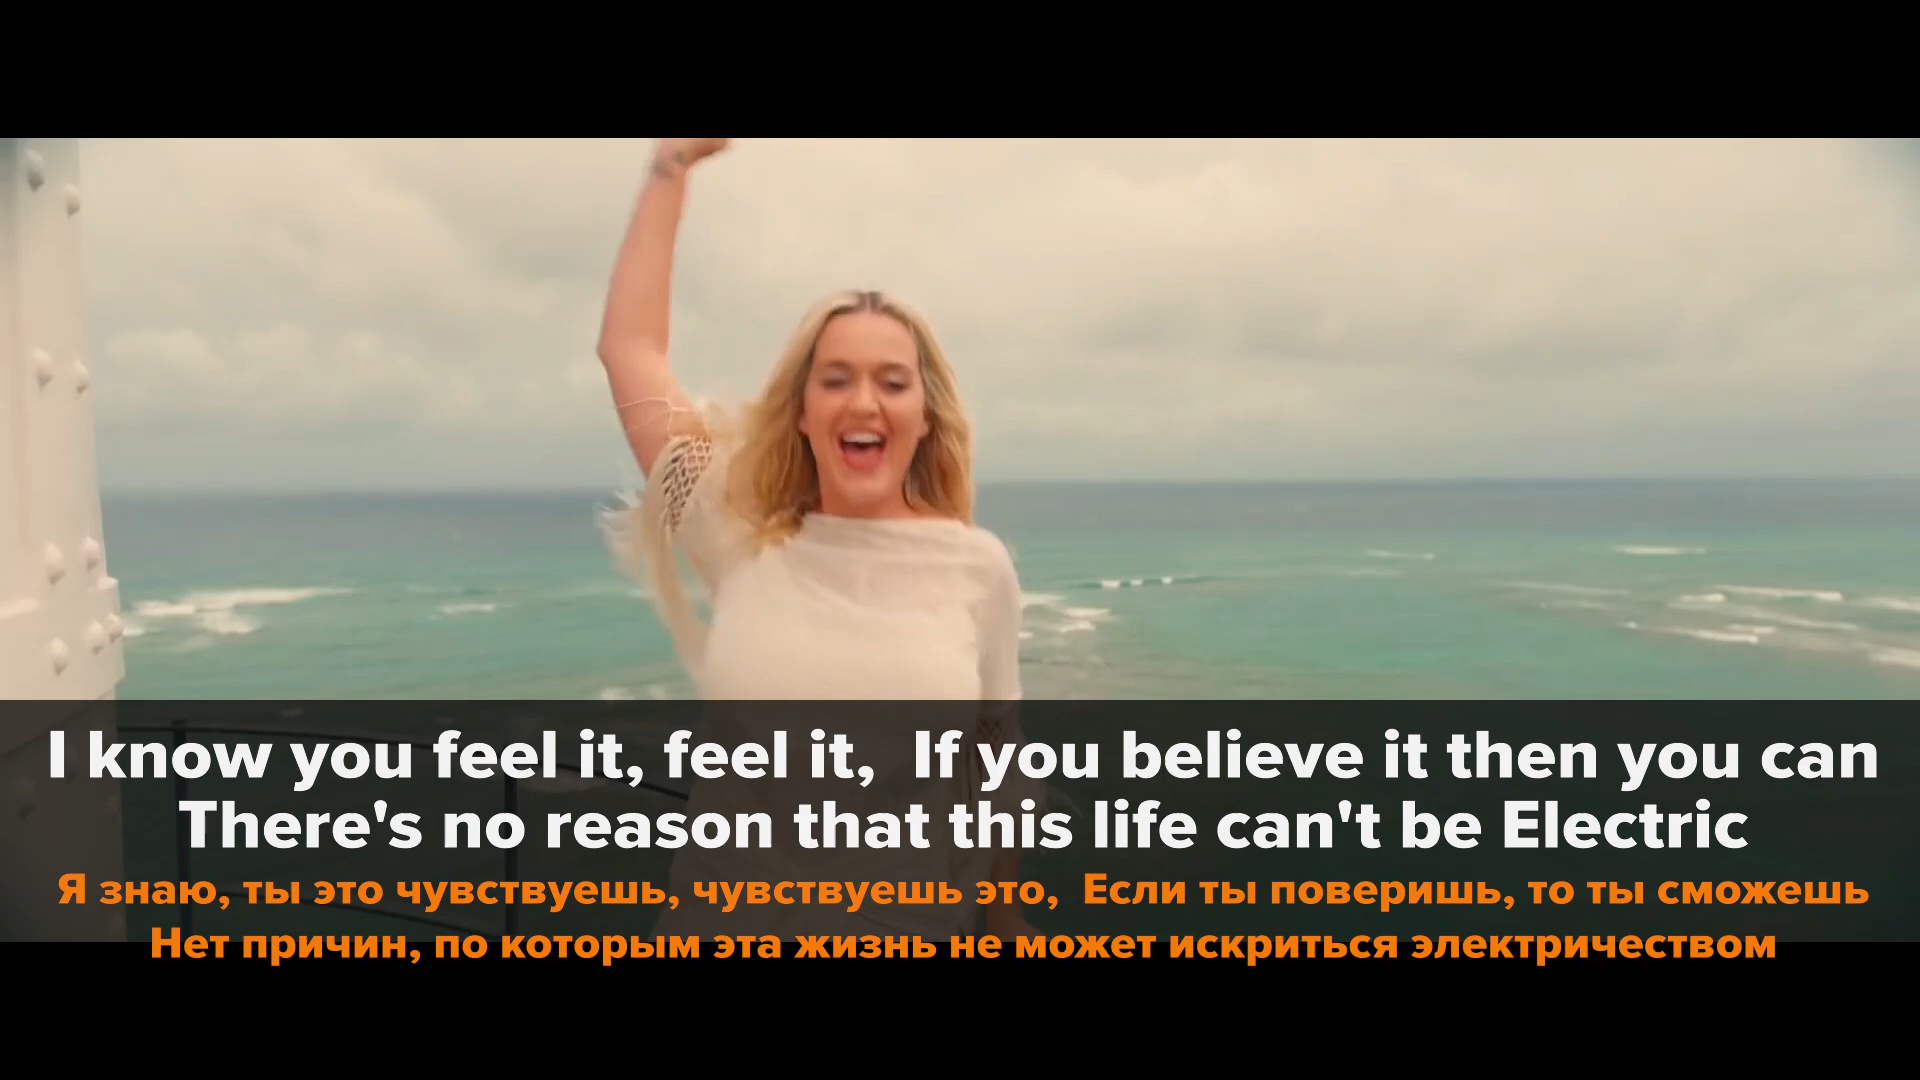 I know you feel it, feel it,  If you believe it then you can
There's no reason that this life can't be Electric
Я знаю, ты это чувствуешь, чувствуешь это,  Если ты поверишь, то ты сможешь
Нет причин, по которым эта жизнь не может искриться электричеством